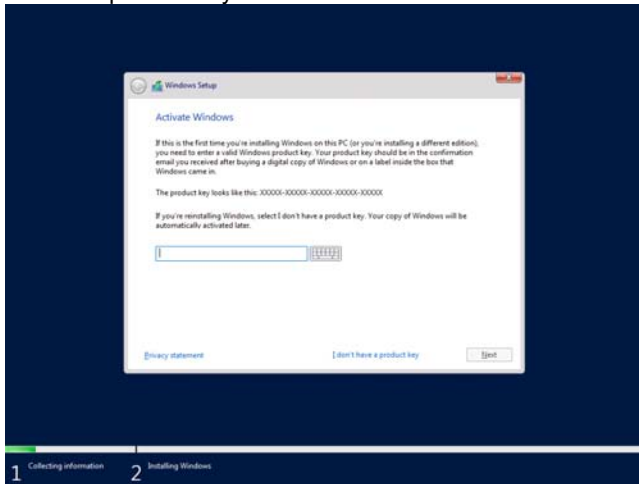 Windows Setup
Activate Windows
If this is the first time you're installing Windows on this PC (or you're installing a different edition),
you need to enter a valid Windows product key. Your product key should be in the confirmation
email you received after buying a digital copy of Windows or on a label inside the box that
Windows came in.
The product key looks like this: XXXXX-XXXXX-XXXXX-XXXXX-XXXXX
If you're reinstalling Windows, select I don't have a product key. Your copy of Windows will be
automatically activated later.
Privacy statement
I don't have a product key
Next
1 Collecting information
2 Installing Windows